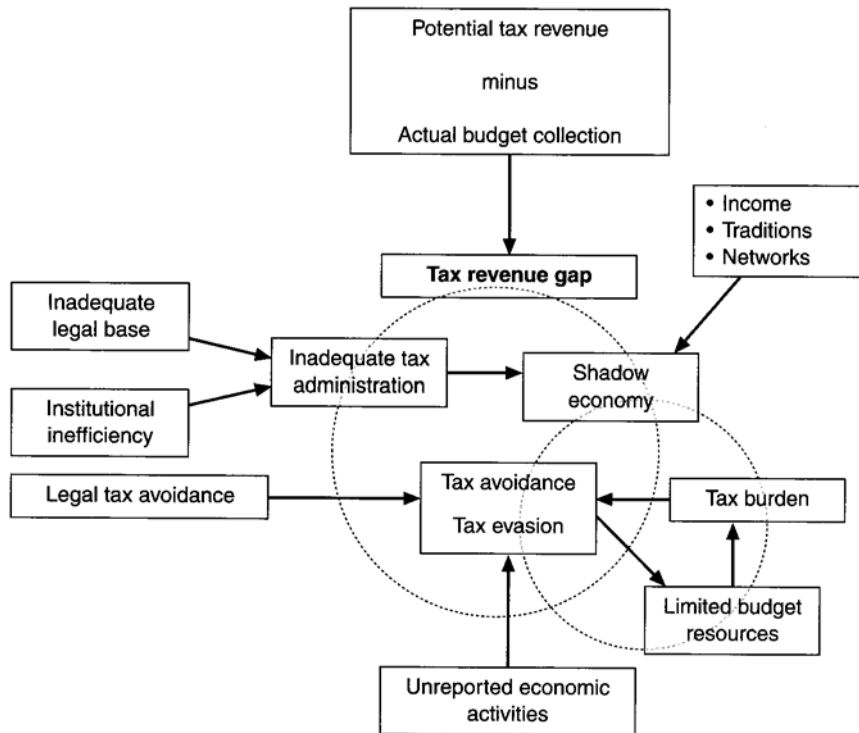 Potential tax revenue
minus
Actual budget collection
• Income
• Traditions
• Networks
Tax revenue gap
Inadequate
legal base
Inadequate tax
administration
Shadow
economy
Institutional
inefficiency
Legal tax avoidance
Tax avoidance
Tax evasion
Tax burden
Limited budget
resources
Unreported economic
activities